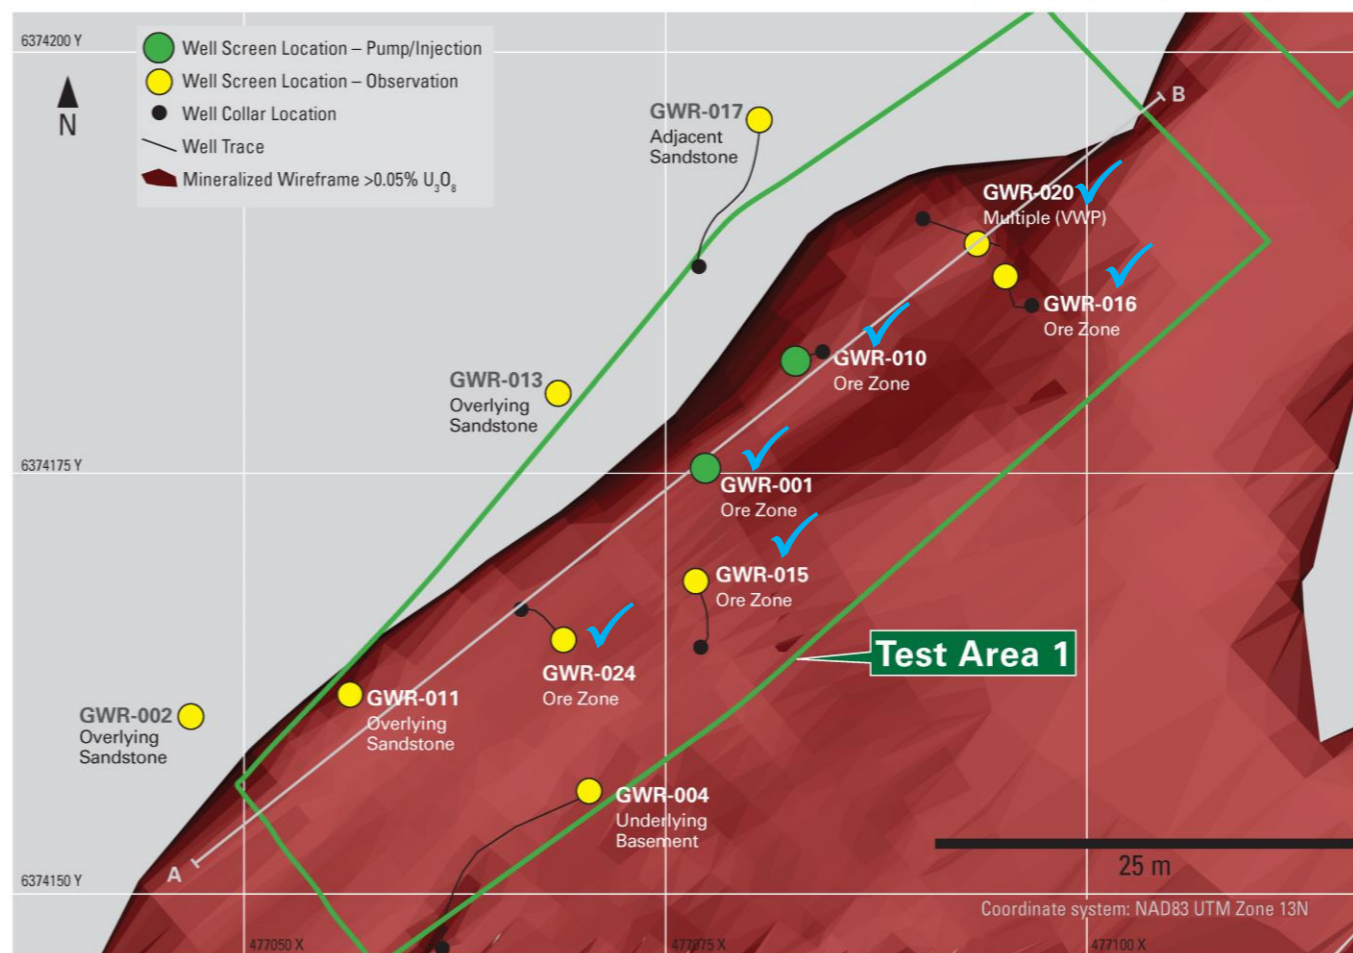 6374200 Y
N
Well Screen Location – Pump/Injection
Well Screen Location – Observation
Well Collar Location
Well Trace
Mineralized Wireframe >0.05% U₃O₈
GWR-017
Adjacent
Sandstone
B
GWR-020
Multiple (VWP)
GWR-016
Ore Zone
GWR-010
Ore Zone
GWR-013
Overlying
Sandstone
6374175 Y
GWR-001
Ore Zone
GWR-015
Ore Zone
Test Area 1
GWR-024
Ore Zone
GWR-011
Overlying
Sandstone
GWR-002
Overlying
Sandstone
GWR-004
Underlying
Basement
A
25 m
6374150 Y
Coordinate system: NAD83 UTM Zone 13N
477050 X
477075 X
477100 X